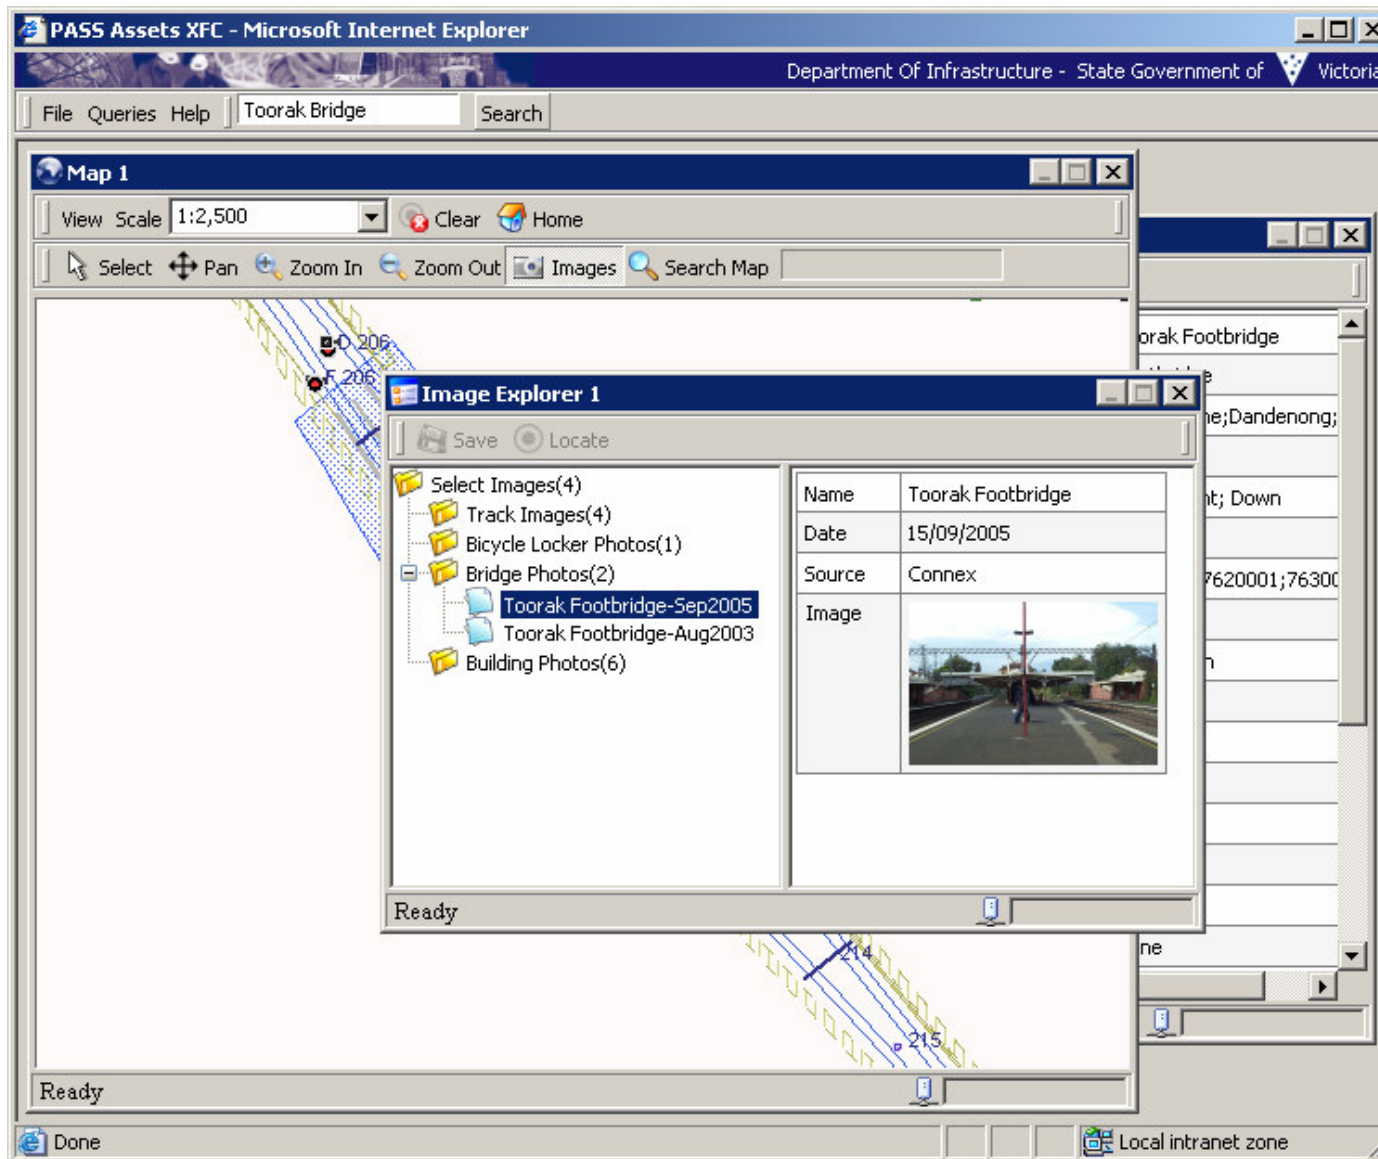 PASS Assets XFC - Microsoft Internet Explorer
Department Of Infrastructure - State Government of Victoria
File Queries Help Toorak Bridge Search
Map 1
View Scale 1:2,500 Clear Home
Select Pan Zoom In Zoom Out Images Search Map
D 206
F 206
214
215
Ready
Image Explorer 1
Save Locate
Select Images(4)
Track Images(4)
Bicycle Locker Photos(1)
Bridge Photos(2)
Toorak Footbridge-Sep2005
Toorak Footbridge-Aug2003
Building Photos(6)
Name Toorak Footbridge
Date 15/09/2005
Source Connex
Image
Ready
orak Footbridge
ne;Dandenong;
nt; Down
7620001;76300
ne
Done
Local intranet zone